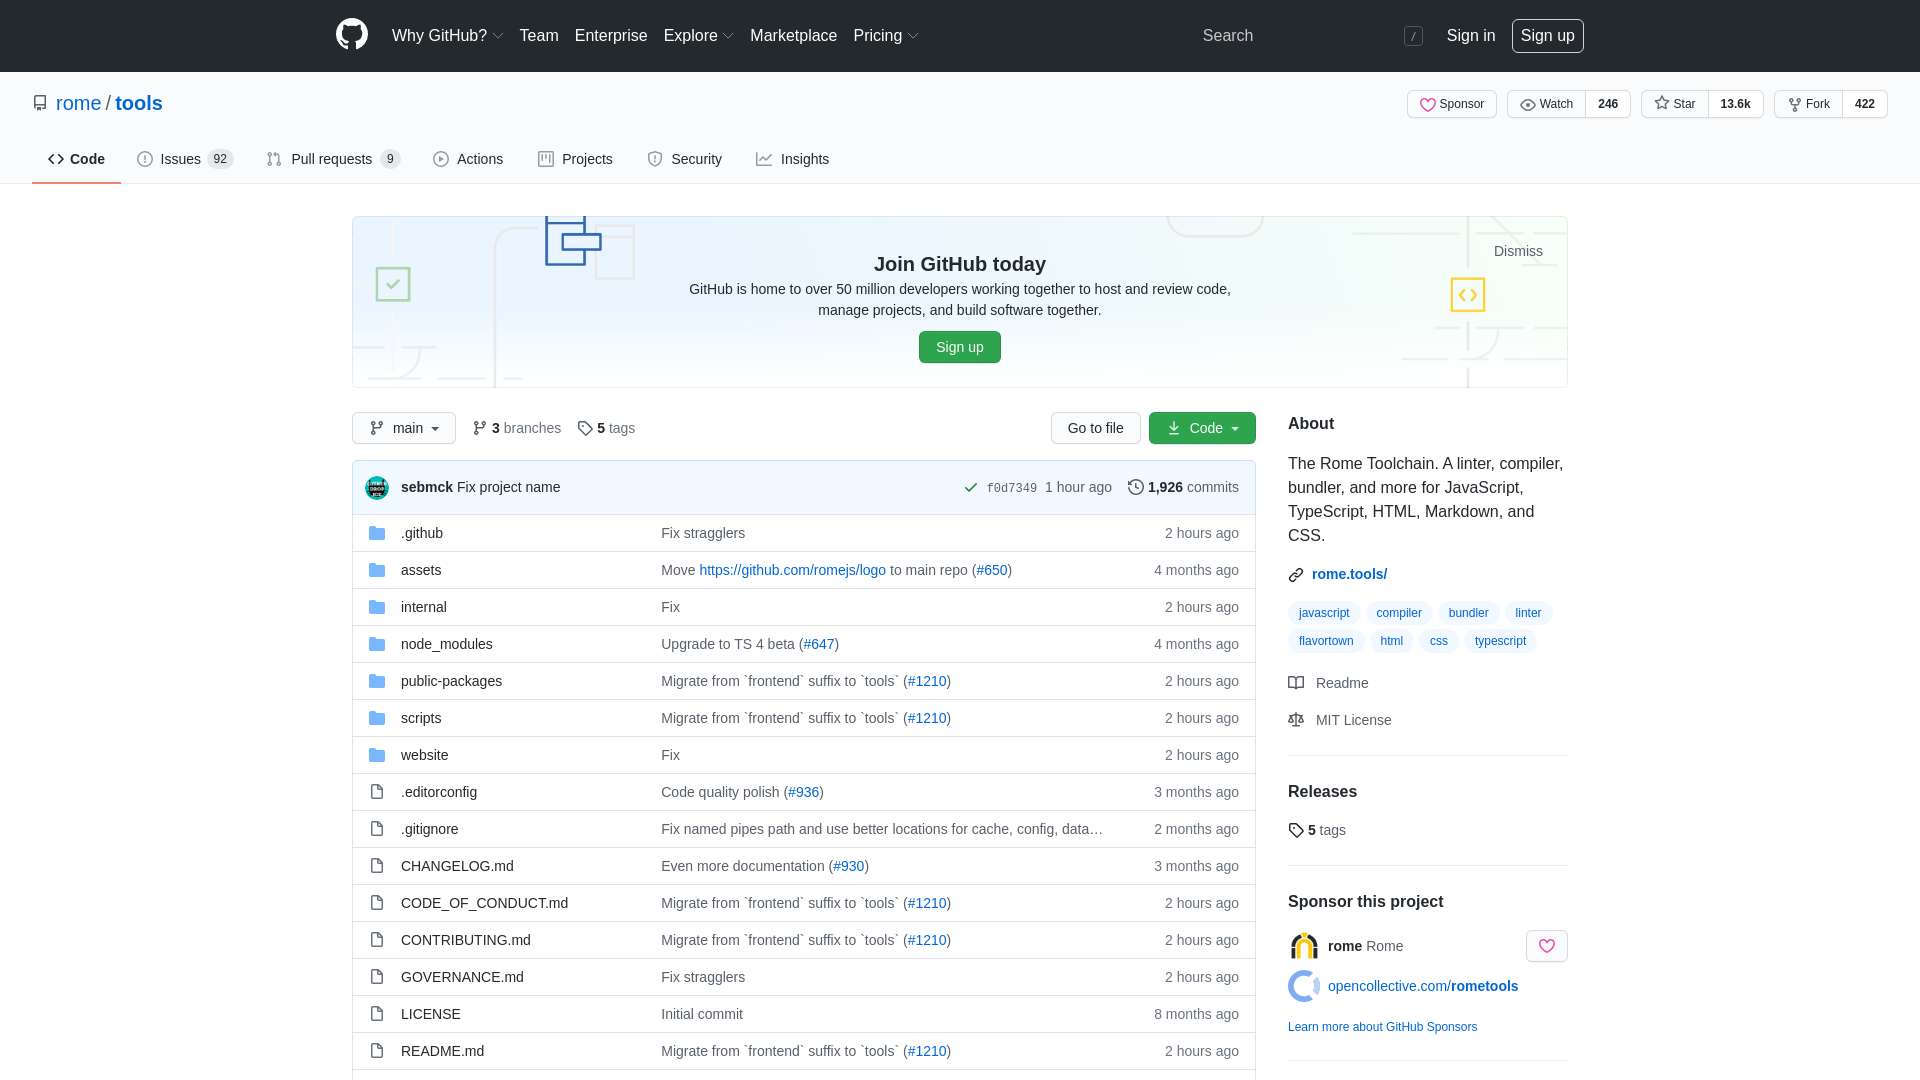 Why GitHub? Team Enterprise Explore Marketplace Pricing Search / Sign in Sign up
rome / tools Sponsor Watch 246 Star 13.6k Fork 422
Code Issues 92 Pull requests 9 Actions Projects Security Insights
Dismiss
Join GitHub today
GitHub is home to over 50 million developers working together to host and review code,
manage projects, and build software together.
Sign up
main 3 branches 5 tags Go to file Code
sebmck Fix project name f0d7349 1 hour ago 1,926 commits
.github Fix stragglers 2 hours ago
assets Move https://github.com/romejs/logo to main repo (#650) 4 months ago
internal Fix 2 hours ago
node_modules Upgrade to TS 4 beta (#647) 4 months ago
public-packages Migrate from `frontend` suffix to `tools` (#1210) 2 hours ago
scripts Migrate from `frontend` suffix to `tools` (#1210) 2 hours ago
website Fix 2 hours ago
.editorconfig Code quality polish (#936) 3 months ago
.gitignore Fix named pipes path and use better locations for cache, config, data… 2 months ago
CHANGELOG.md Even more documentation (#930) 3 months ago
CODE_OF_CONDUCT.md Migrate from `frontend` suffix to `tools` (#1210) 2 hours ago
CONTRIBUTING.md Migrate from `frontend` suffix to `tools` (#1210) 2 hours ago
GOVERNANCE.md Fix stragglers 2 hours ago
LICENSE Initial commit 8 months ago
README.md Migrate from `frontend` suffix to `tools` (#1210) 2 hours ago
About
The Rome Toolchain. A linter, compiler,
bundler, and more for JavaScript,
TypeScript, HTML, Markdown, and
CSS.
rome.tools/
javascript compiler bundler linter
flavortown html css typescript
Readme
MIT License
Releases
5 tags
Sponsor this project
rome Rome
opencollective.com/rometools
Learn more about GitHub Sponsors